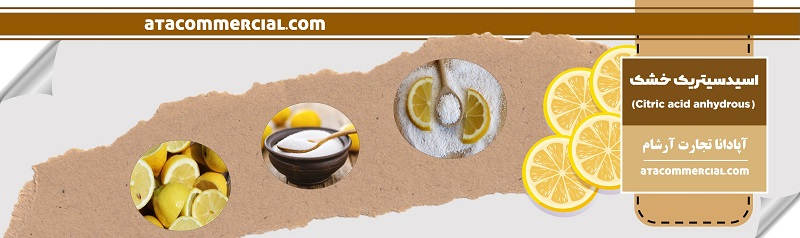 atacommercial.com
اسیدسیتریک خشک
(Citric acid anhydrous)
آپادانا تجارت آرشام
atacommercial.com